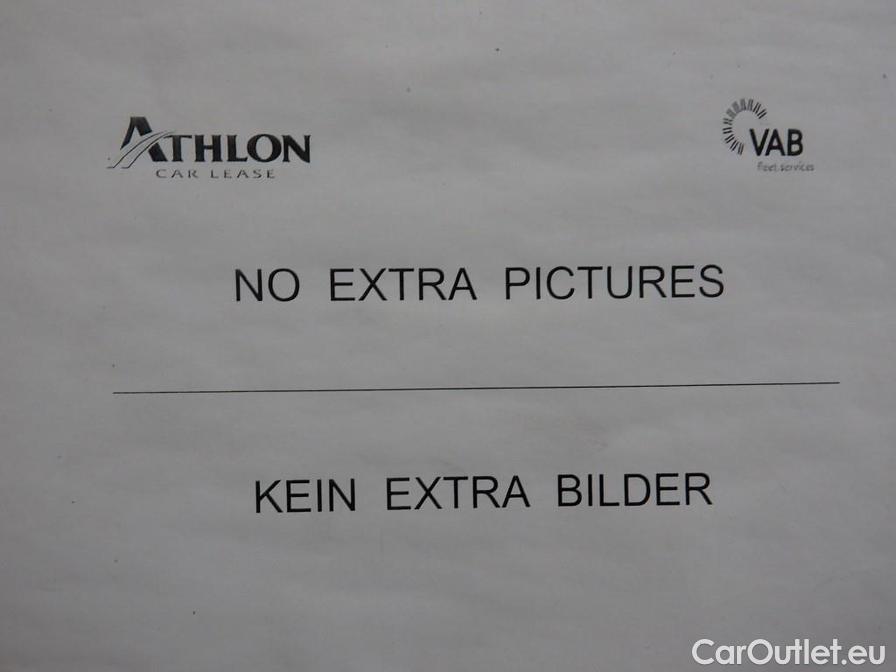 ATHLON
CAR LEASE
VAB
fleet services
NO EXTRA PICTURES
KEIN EXTRA BILDER
CarOutlet.eu